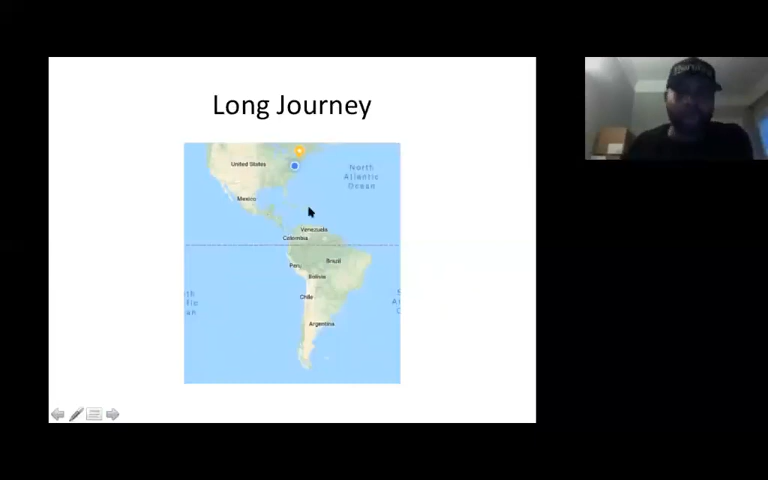 Long Journey
United States
North
Atlantic
Ocean
Mexico
Venezuela
Colombia
Peru
Brazil
Bolivia
Chile
Argentina